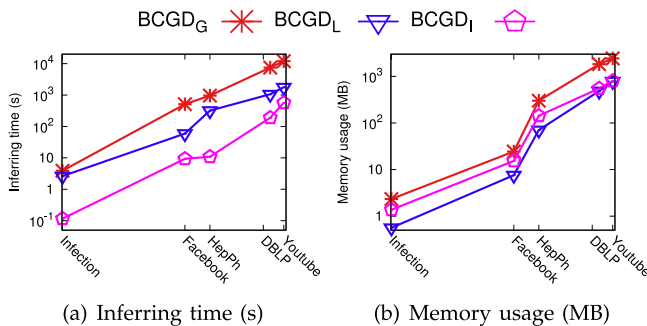 BCGD_G BCGD_L BCGD_I
Inferring time (s)
10^4
10^3
10^2
10
1
10^-1
Infection
Facebook
HepPh
DBLP
Youtube
Memory usage (MB)
10^3
10^2
10
1
Infection
Facebook
HepPh
DBLP
Youtube
(a) Inferring time (s)
(b) Memory usage (MB)